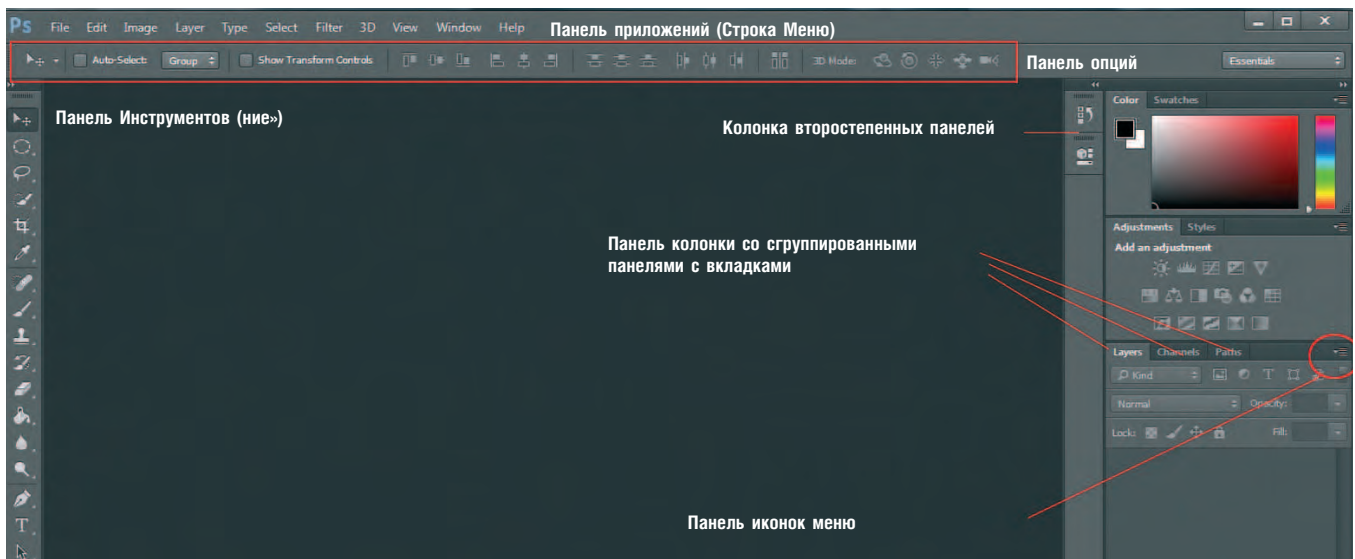 Ps File Edit Image Layer Type Select Filter 3D View Window Help Панель приложений (Строка Меню)
Auto-Select: Group Show Transform Controls 3D Mode: Панель опций Essentials
Color Swatches
Панель Инструментов (ние»)
Колонка второстепенных панелей
Adjustments Styles
Add an adjustment
Панель колонки со сгруппированными
панелями с вкладками
Layers Channels Paths
Kind
Normal Opacity:
Lock: Fill:
Панель иконок меню